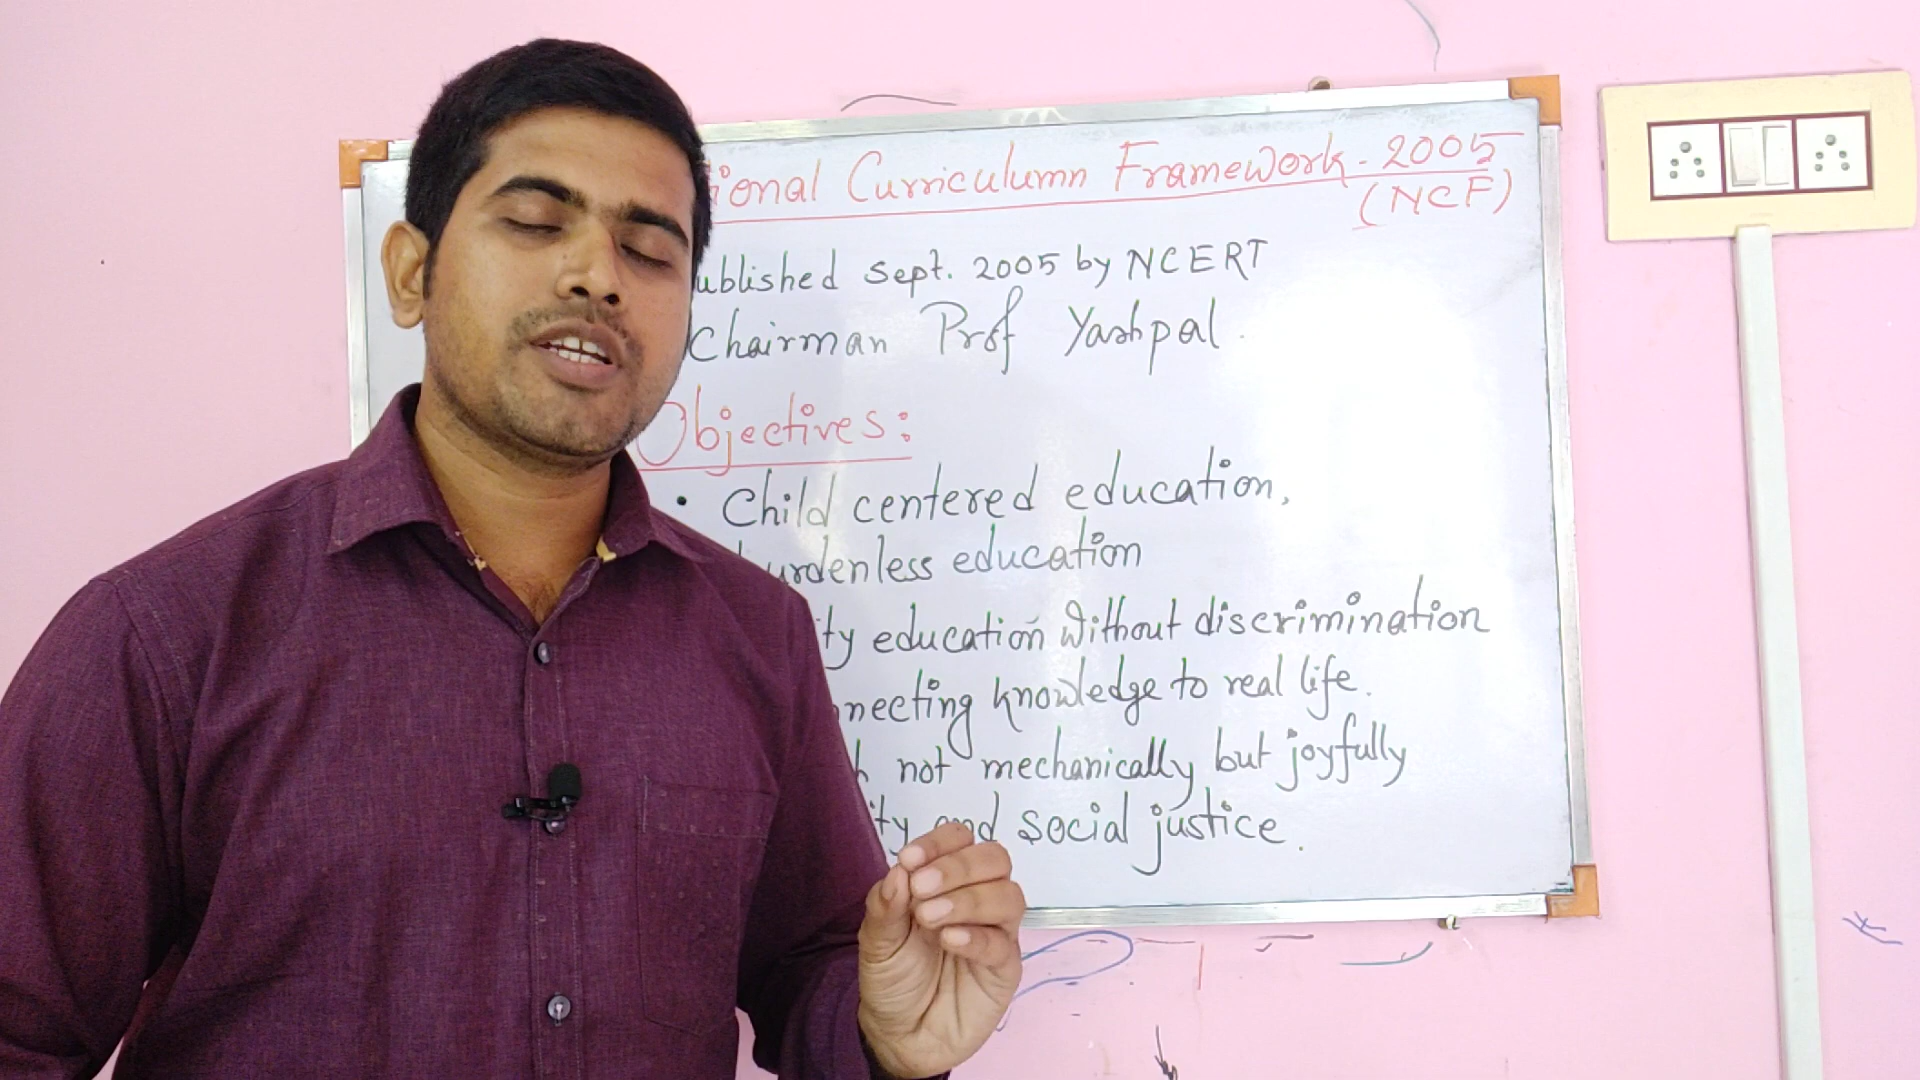 ional Curriculumn Framework - 2005
(NCF)
ublished Sept. 2005 by NCERT
Chairman Prof Yashpal.
Objectives:
• Child centered education,
urdenless education
ty education without discrimination
nnecting knowledge to real life.
h not mechanically but joyfully
ity and social justice.